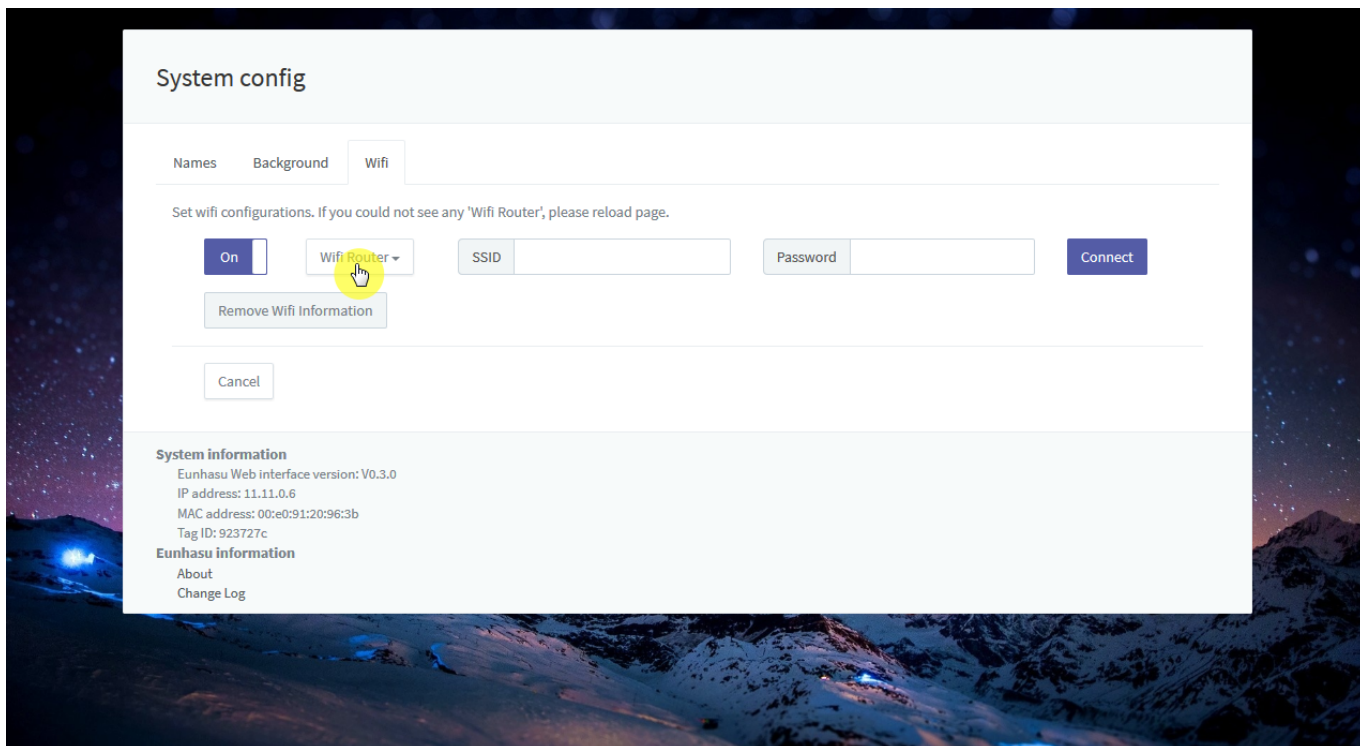 System config
Names Background Wifi
Set wifi configurations. If you could not see any 'Wifi Router', please reload page.
On Wifi Router SSID Password Connect
Remove Wifi Information
Cancel
System information
Eunhasu Web interface version: V0.3.0
IP address: 11.11.0.6
MAC address: 00:e0:91:20:96:3b
Tag ID: 923727c
Eunhasu information
About
Change Log